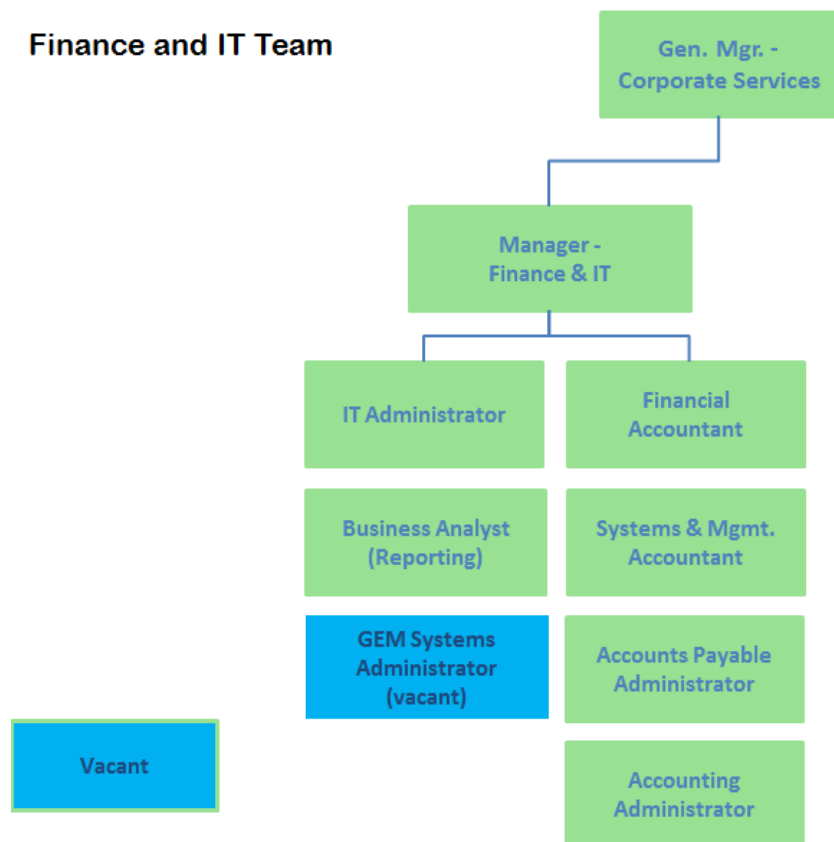 Finance and IT Team
Gen. Mgr. -
Corporate Services
Manager -
Finance & IT
IT Administrator
Financial
Accountant
Business Analyst
(Reporting)
Systems & Mgmt.
Accountant
GEM Systems
Administrator
(vacant)
Accounts Payable
Administrator
Vacant
Accounting
Administrator